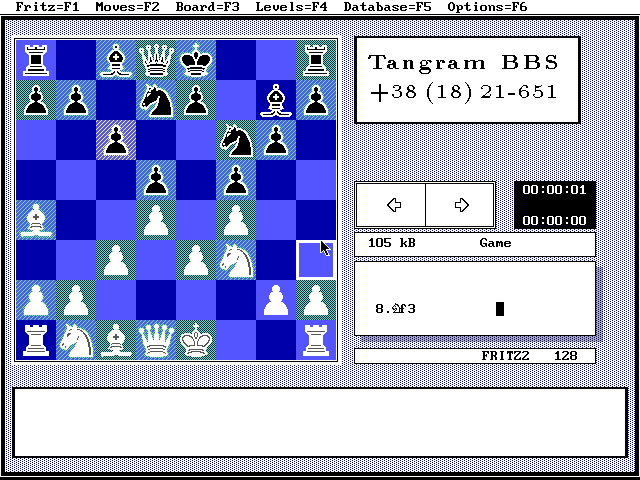 Fritz=F1 Moves=F2 Board=F3 Levels=F4 Database=F5 Options=F6
Tangram BBS
+38 (18) 21-651
00:00:01
00:00:00
105 kB Game
8.♘f3
FRITZ2 128